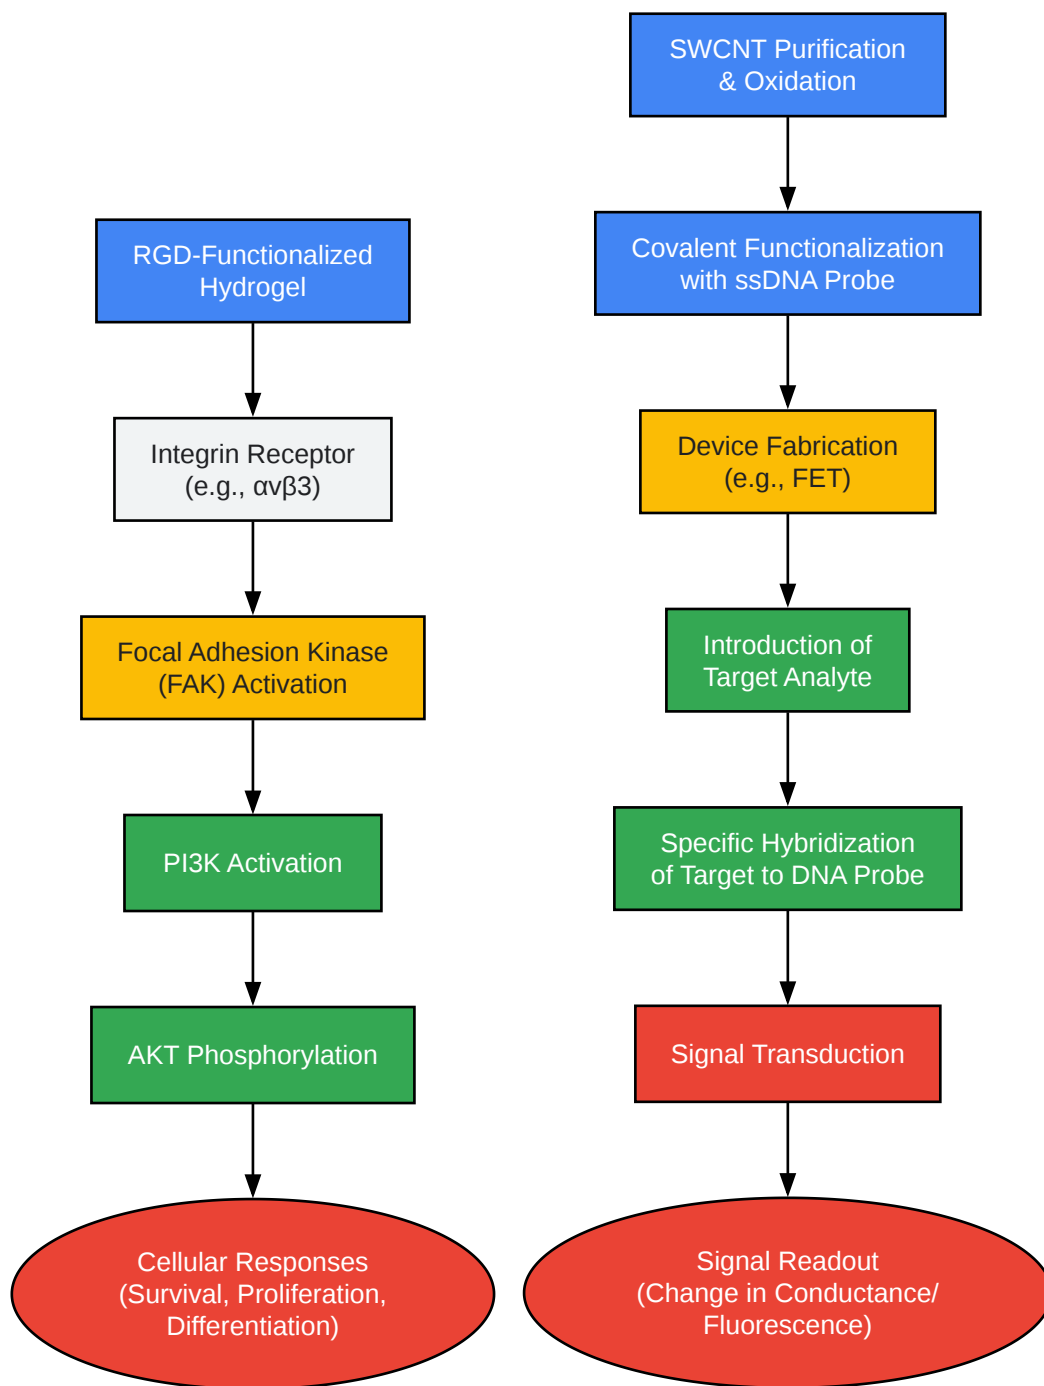 RGD-Functionalized
Hydrogel
Integrin Receptor
(e.g., αvβ3)
Focal Adhesion Kinase
(FAK) Activation
PI3K Activation
AKT Phosphorylation
Cellular Responses
(Survival, Proliferation,
Differentiation)
SWCNT Purification
& Oxidation
Covalent Functionalization
with ssDNA Probe
Device Fabrication
(e.g., FET)
Introduction of
Target Analyte
Specific Hybridization
of Target to DNA Probe
Signal Transduction
Signal Readout
(Change in Conductance/
Fluorescence)